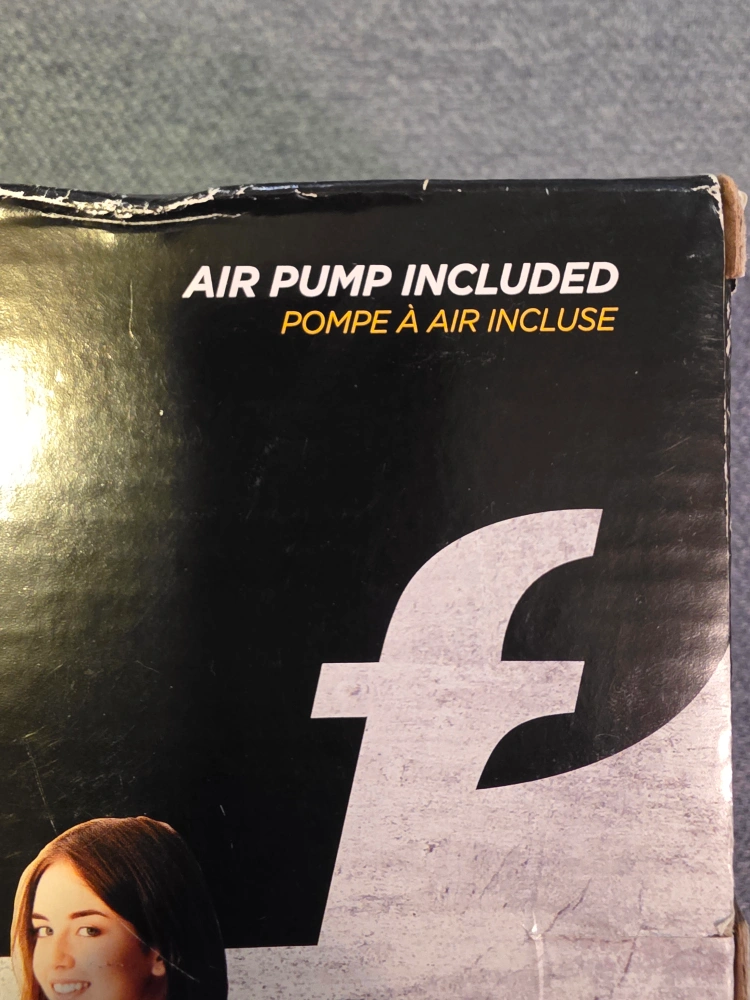 AIR PUMP INCLUDED
POMPE À AIR INCLUSE
f